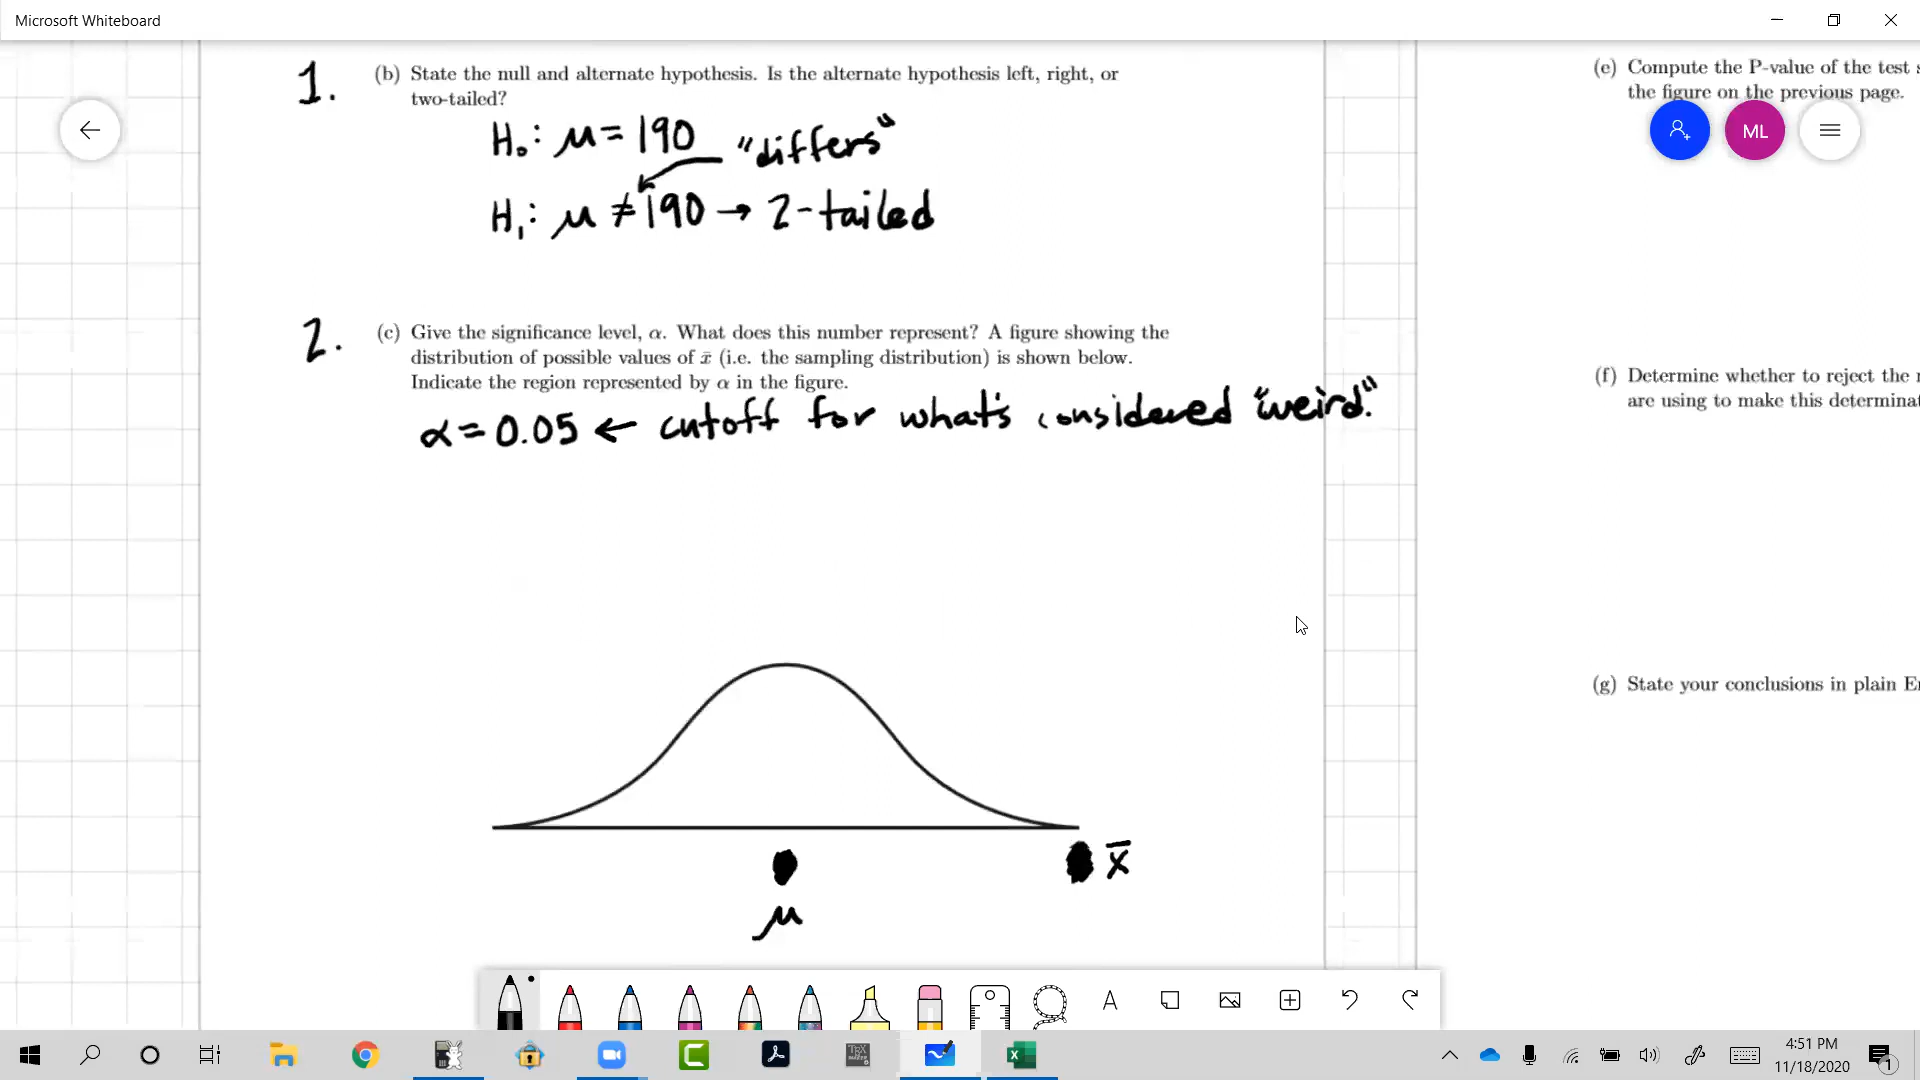 Microsoft Whiteboard
1.
(b) State the null and alternate hypothesis. Is the alternate hypothesis left, right, or
two-tailed?
H₀: μ = 190 "differs"
H₁: μ ≠ 190 → 2-tailed
2.
(c) Give the significance level, α. What does this number represent? A figure showing the
distribution of possible values of x̄ (i.e. the sampling distribution) is shown below.
Indicate the region represented by α in the figure.
α = 0.05 ← cutoff for what's considered "weird."
x̄
μ
(e) Compute the P-value of the test
the figure on the previous page.
ML
(f) Determine whether to reject the
are using to make this
(g) State your conclusions in plain
A
4:51 PM
11/18/2020
1